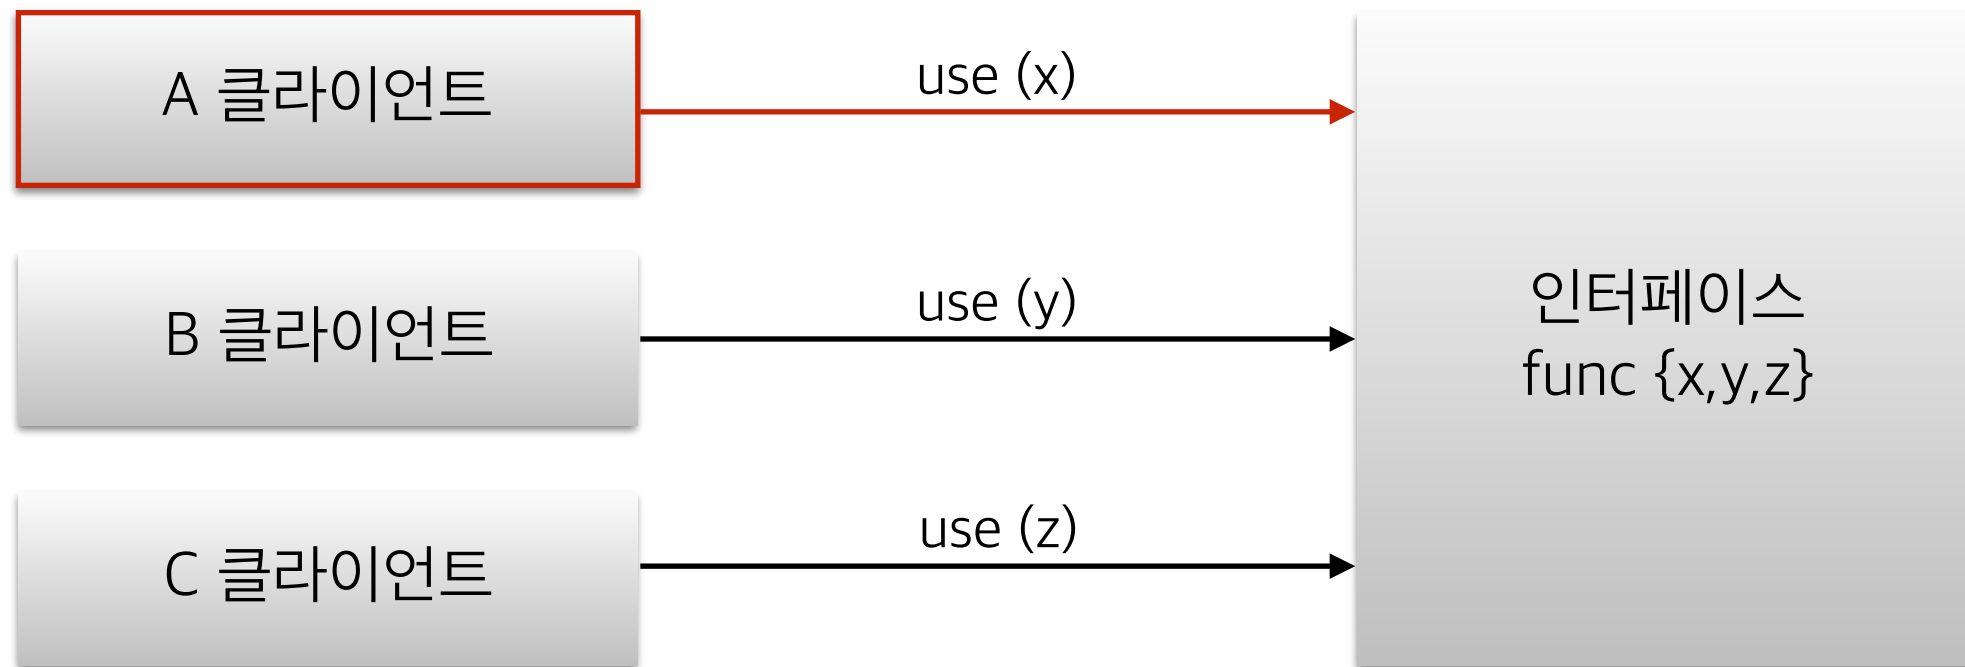 A 클라이언트
use (x)
B 클라이언트
use (y)
C 클라이언트
use (z)
인터페이스
func {x,y,z}